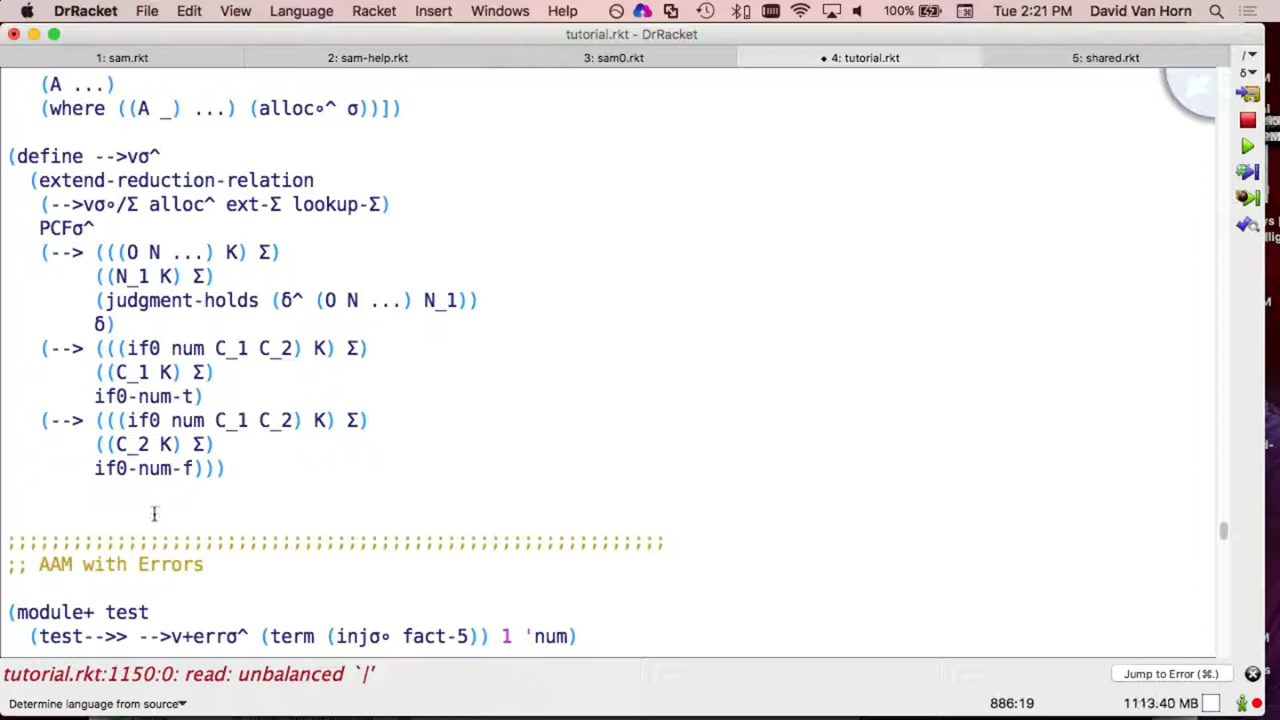 DrRacket File Edit View Language Racket Insert Windows Help 100% Tue 2:21 PM David Van Horn
tutorial.rkt - DrRacket
1: sam.rkt 2: sam-help.rkt 3: sam0.rkt • 4: tutorial.rkt 5: shared.rkt
(A ...)
(where ((A _) ...) (alloc∘^ σ))])
(define -->vσ^
(extend-reduction-relation
(-->vσ∘/Σ alloc^ ext-Σ lookup-Σ)
PCFσ^
(--> (((O N ...) K) Σ)
((N_1 K) Σ)
(judgment-holds (δ^ (O N ...) N_1))
δ)
(--> (((if0 num C_1 C_2) K) Σ)
((C_1 K) Σ)
if0-num-t)
(--> (((if0 num C_1 C_2) K) Σ)
((C_2 K) Σ)
if0-num-f)))
;;;;;;;;;;;;;;;;;;;;;;;;;;;;;;;;;;;;;;;;;;;;;;;;;;;;;;;;;;;;
;; AAM with Errors
(module+ test
(test-->> -->v+errσ^ (term (injσ∘ fact-5)) 1 'num)
tutorial.rkt:1150:0: read: unbalanced `|'
Jump to Error (⌘.)
Determine language from source▾ 886:19 1113.40 MB